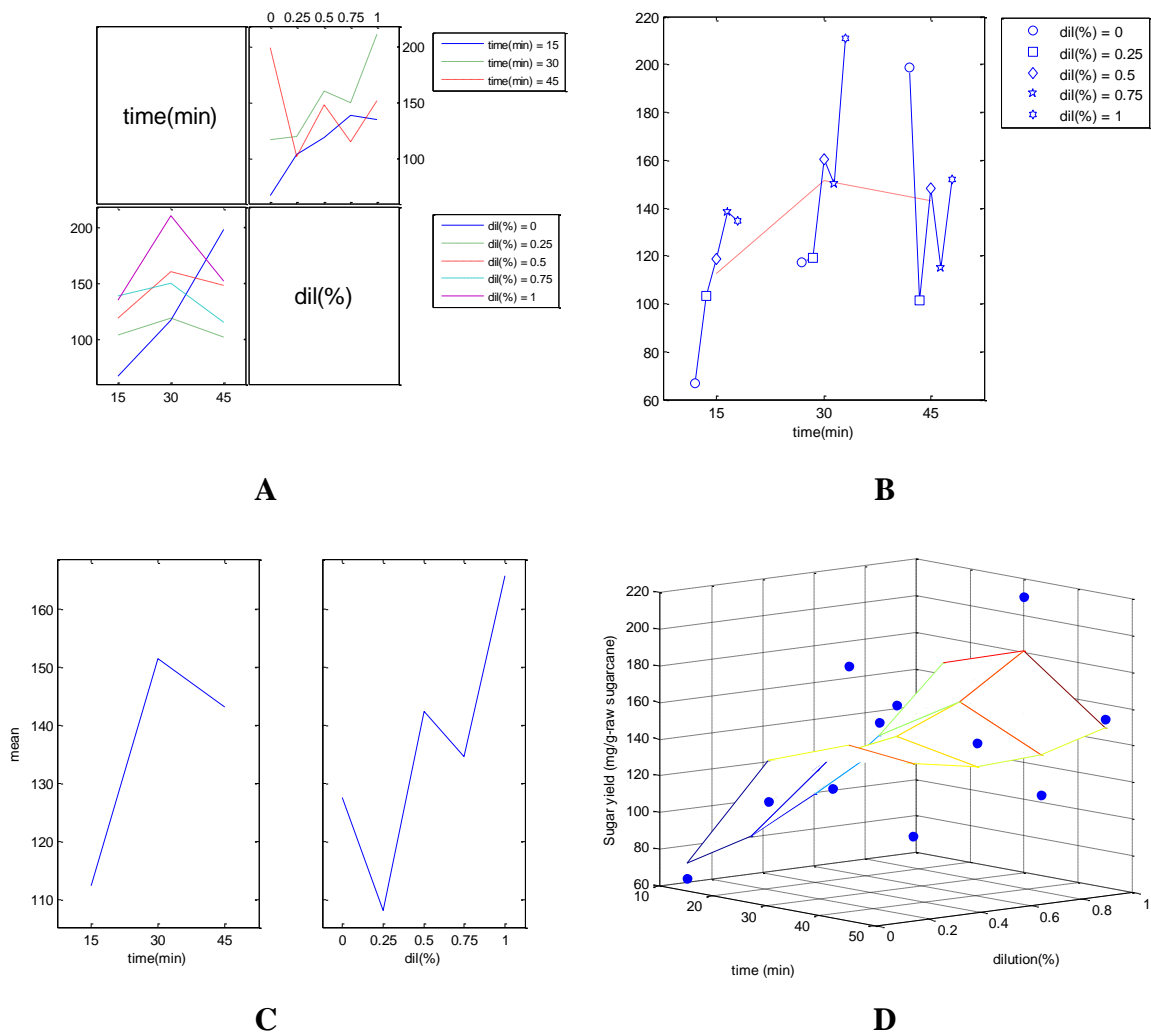 0 0.25 0.5 0.75 1
200
150
100
time(min)
time(min) = 15
time(min) = 30
time(min) = 45
200
150
100
15 30 45
dil(%)
dil(%) = 0
dil(%) = 0.25
dil(%) = 0.5
dil(%) = 0.75
dil(%) = 1
A
220
200
180
160
140
120
100
80
60
15 30 45
time(min)
dil(%) = 0
dil(%) = 0.25
dil(%) = 0.5
dil(%) = 0.75
dil(%) = 1
B
mean
160
150
140
130
120
110
15 30 45
time(min)
0 0.25 0.5 0.75 1
dil(%)
C
Sugar yield (mg/g-raw sugarcane)
220
200
180
160
140
120
100
80
60
10 20 30 40 50
time (min)
0 0.2 0.4 0.6 0.8 1
dilution(%)
D